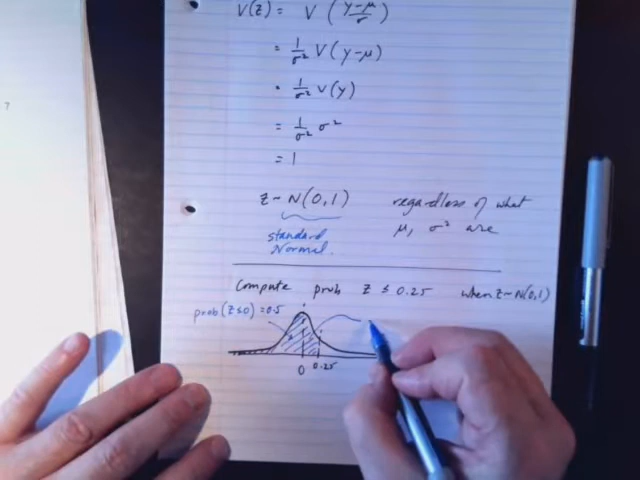 V(z) = V (y-μ/σ)
= 1/σ² V(y-μ)
= 1/σ² V(y)
= 1/σ² σ²
= 1
z ~ N(0,1) regardless of what
μ, σ² are
standard
Normal.
Compute prob z ≤ 0.25 when z~N(0,1)
prob(z≤0) = 0.5
0 0.25
7